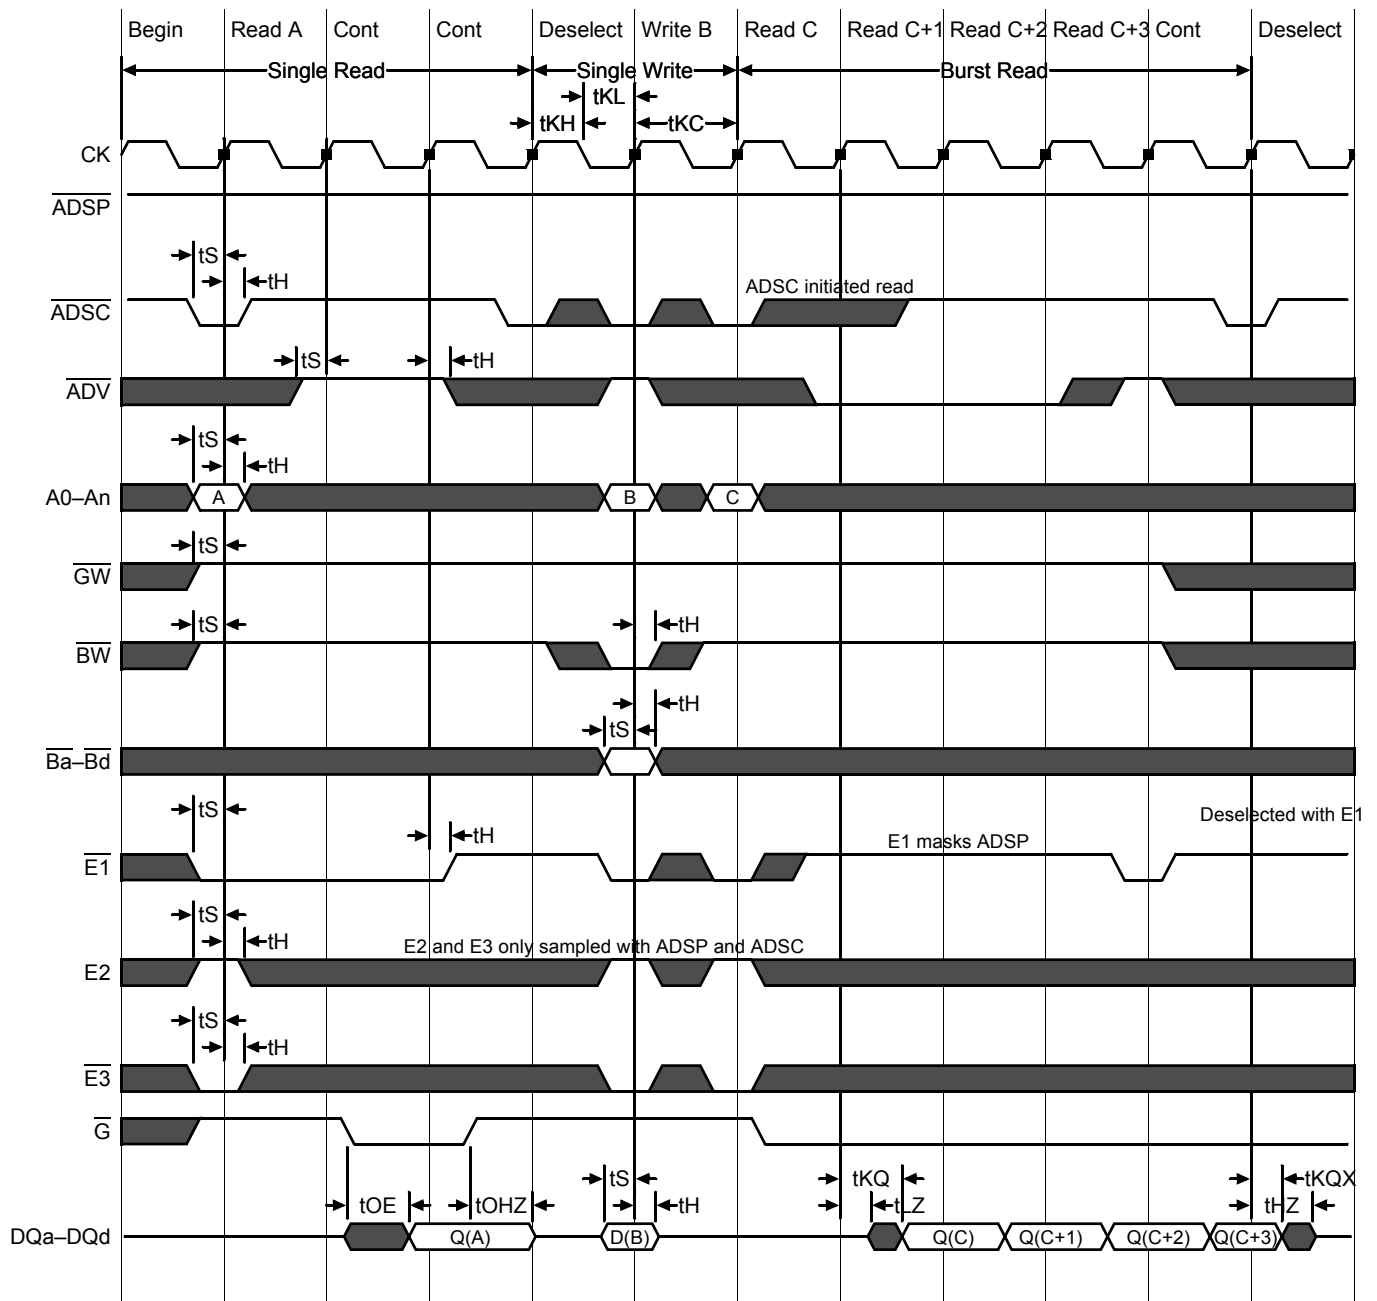 Begin Read A Cont Cont Deselect Write B Read C Read C+1 Read C+2 Read C+3 Cont Deselect
Single Read Single Write Burst Read
tKL
tKH tKC
CK
ADSP
tS
tH
ADSC initiated read
ADSC
tS tH
ADV
tS
tH
A0–An A B C
tS
GW
tS tH
BW
tH
tS
Ba–Bd
tS
Deselected with E1
tH
E1 masks ADSP
E1
tS
tH
E2 and E3 only sampled with ADSP and ADSC
E2
tS
tH
E3
G
tS tKQ tKQX
tOE tOHZ tH tLZ tHZ
DQa–DQd Q(A) D(B) Q(C) Q(C+1) Q(C+2) Q(C+3)